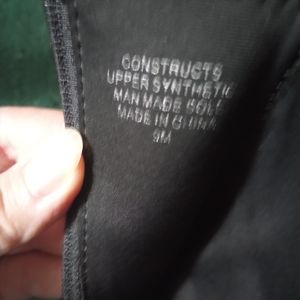 CONSTRUCTS
UPPER SYNTHETIC
MAN MADE SOLE
MADE IN CHINA
9M